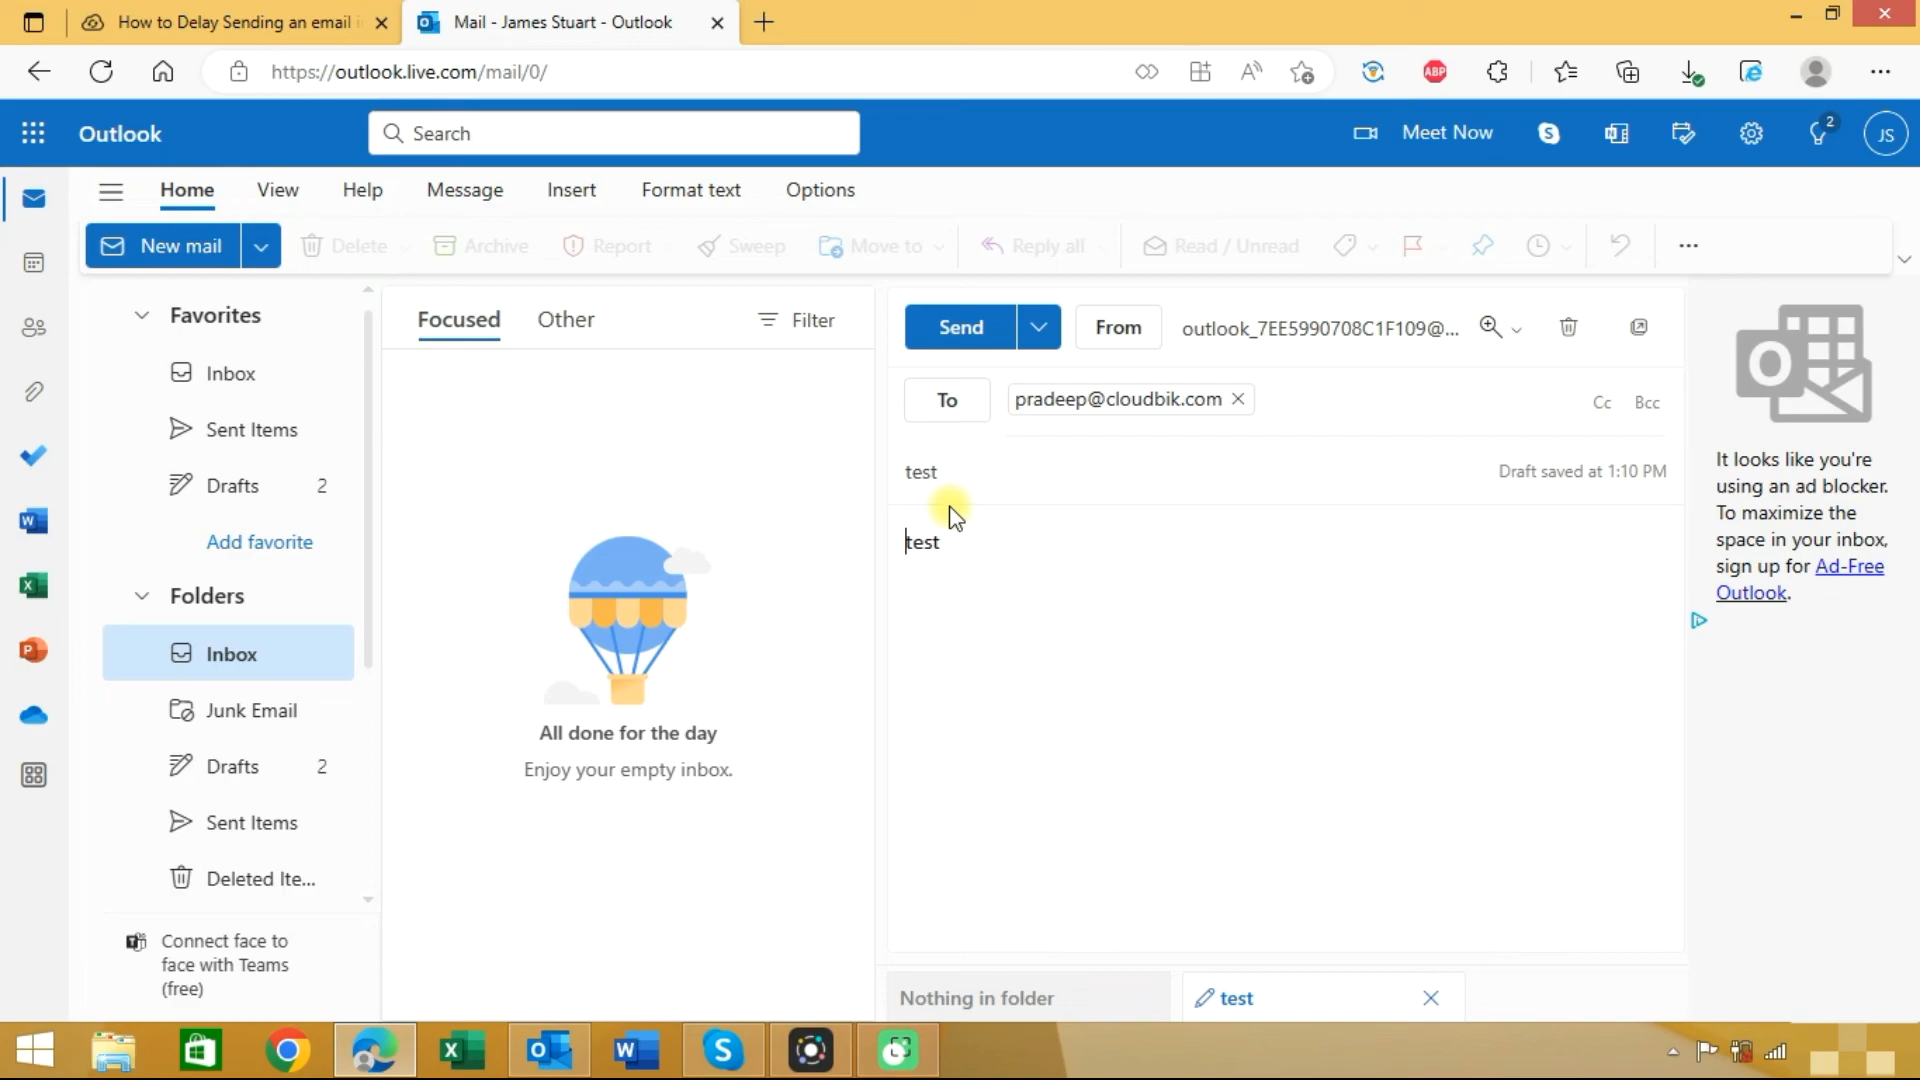 How to Delay Sending an email i
Mail - James Stuart - Outlook
https://outlook.live.com/mail/0/
ABP
Outlook
Search
Meet Now
2
JS
Home
View
Help
Message
Insert
Format text
Options
New mail
Delete
Archive
Report
Sweep
Move to
Reply all
Read / Unread
Favorites
Inbox
Sent Items
Drafts 2
Add favorite
Folders
Inbox
Junk Email
Drafts 2
Sent Items
Deleted Ite...
Connect face to
face with Teams
(free)
Focused
Other
Filter
All done for the day
Enjoy your empty inbox.
Send
From
outlook_7EE5990708C1F109@...
To
pradeep@cloudbik.com
Cc
Bcc
test
Draft saved at 1:10 PM
test
Nothing in folder
test
It looks like you're
using an ad blocker.
To maximize the
space in your inbox,
sign up for Ad-Free
Outlook.